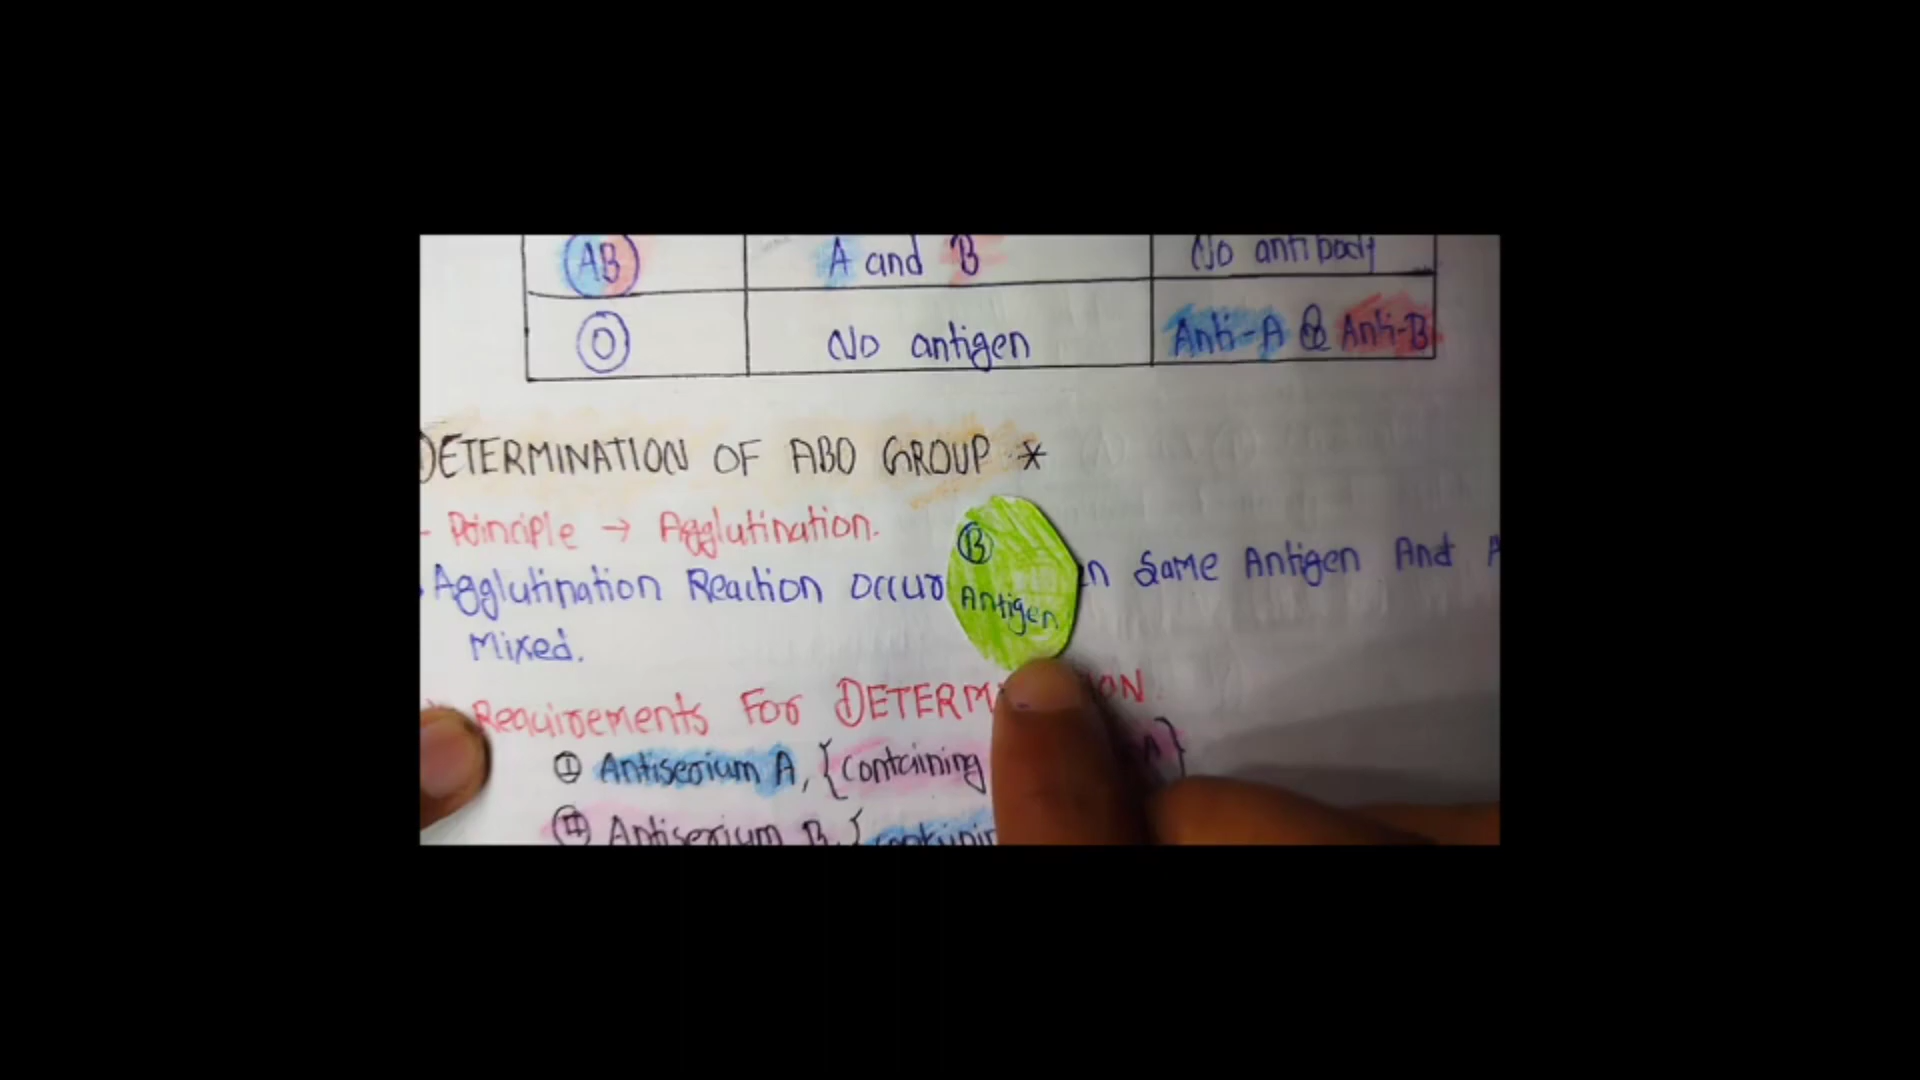 AB A and B No antibody
O No antigen Anti-A & Anti-B
DETERMINATION OF ABO GROUP *
- Principle → Agglutination.
Agglutination Reaction occur
B
Antigen
n Same Antigen And A
Mixed.
Requirements For DETERM ON.
① Antiserium A, {containing A}
② Antiserium B, {